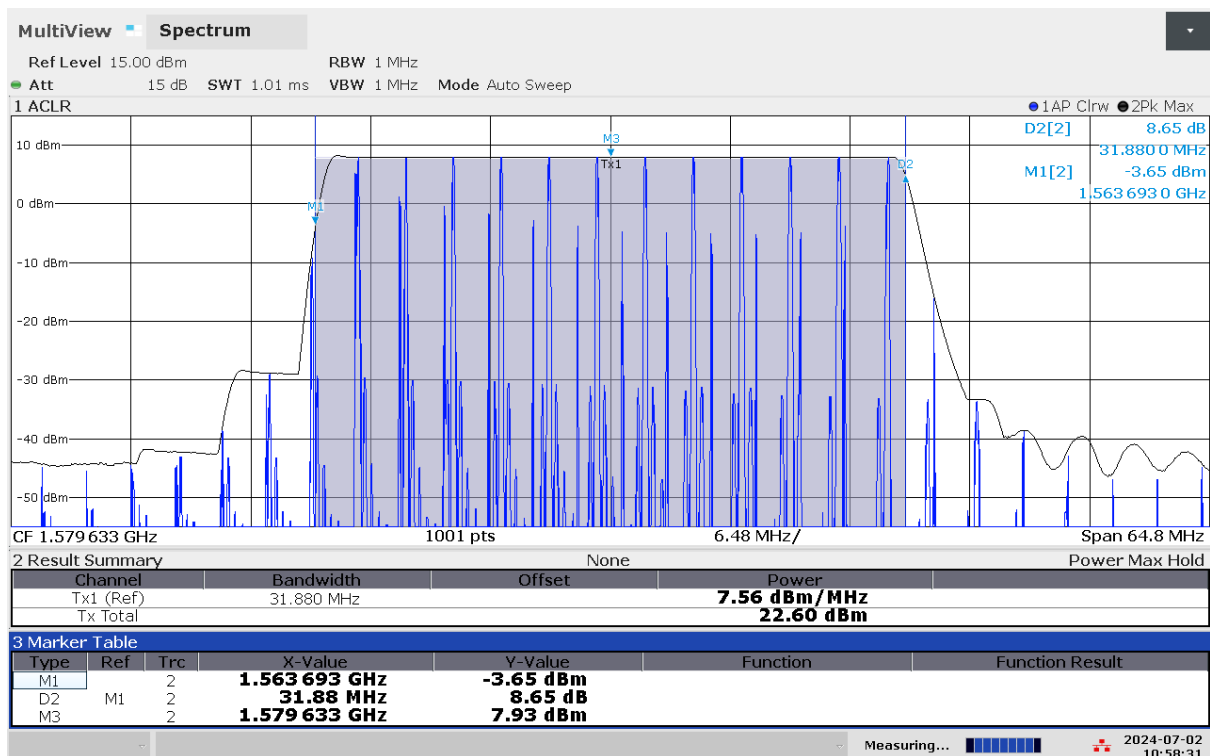 MultiView Spectrum
Ref Level 15.00 dBm RBW 1 MHz
Att 15 dB SWT 1.01 ms VBW 1 MHz Mode Auto Sweep
1 ACLR 1AP Clrw 2Pk Max
D2[2] 8.65 dB
31.880 0 MHz
M1[2] -3.65 dBm
1.563 693 0 GHz
M3
Tx1
D2
M1
10 dBm
0 dBm
-10 dBm
-20 dBm
-30 dBm
-40 dBm
-50 dBm
CF 1.579 633 GHz 1001 pts 6.48 MHz/ Span 64.8 MHz
2 Result Summary None Power Max Hold
Channel Bandwidth Offset Power
Tx1 (Ref) 31.880 MHz 7.56 dBm/MHz
Tx Total 22.60 dBm
3 Marker Table
Type Ref Trc X-Value Y-Value Function Function Result
M1 2 1.563 693 GHz -3.65 dBm
D2 M1 2 31.88 MHz 8.65 dB
M3 2 1.579 633 GHz 7.93 dBm
Measuring... 2024-07-02
10:58:31